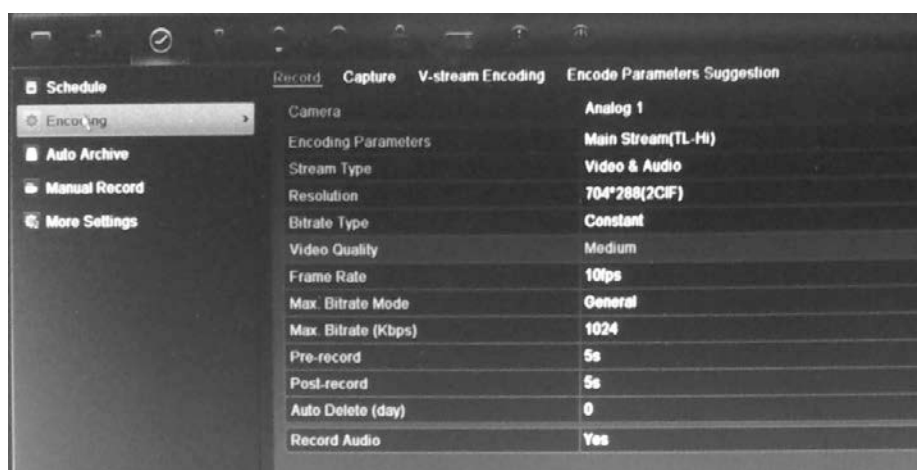 Record Capture V-stream Encoding Encode Parameters Suggestion
Schedule
Encoding
Auto Archive
Manual Record
More Settings
Camera Analog 1
Encoding Parameters Main Stream(TL-Hi)
Stream Type Video & Audio
Resolution 704*288(2CIF)
Bitrate Type Constant
Video Quality Medium
Frame Rate 10fps
Max. Bitrate Mode General
Max. Bitrate (Kbps) 1024
Pre-record 5s
Post-record 5s
Auto Delete (day) 0
Record Audio Yes